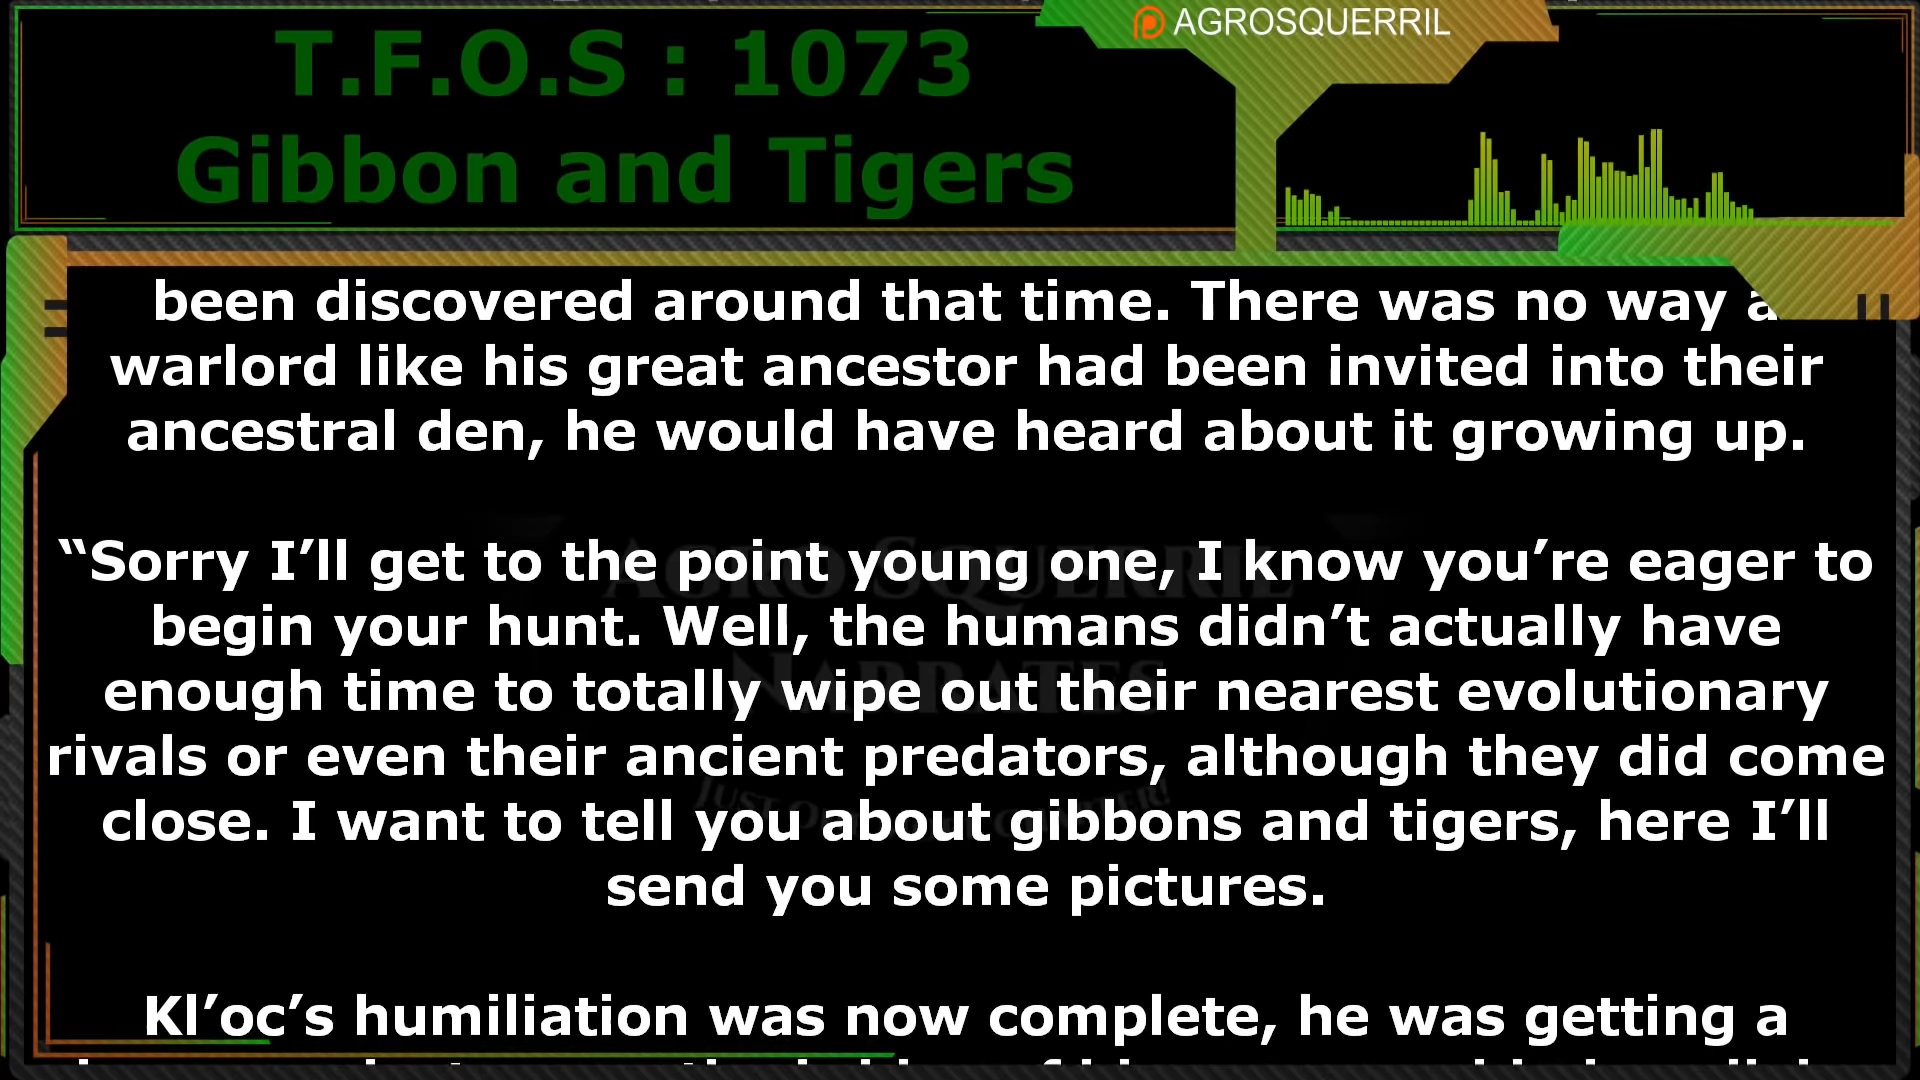 AGROSQUERRIL
T.F.O.S : 1073
Gibbon and Tigers
been discovered around that time. There was no way a
warlord like his great ancestor had been invited into their
ancestral den, he would have heard about it growing up.
“Sorry I’ll get to the point young one, I know you’re eager to
begin your hunt. Well, the humans didn’t actually have
enough time to totally wipe out their nearest evolutionary
rivals or even their ancient predators, although they did come
close. I want to tell you about gibbons and tigers, here I’ll
send you some pictures.
Kl’oc’s humiliation was now complete, he was getting a
AGRO SQUERRIL
NARRATES